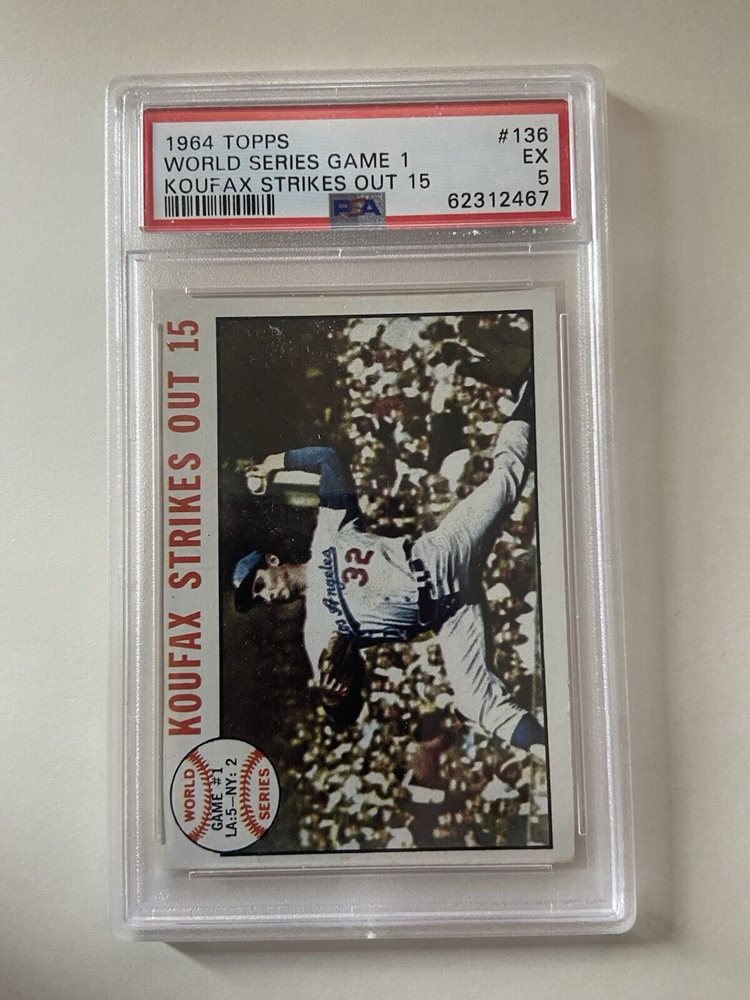 1964 TOPPS #136
WORLD SERIES GAME 1 EX
KOUFAX STRIKES OUT 15 5
PSA 62312467
KOUFAX STRIKES OUT 15
WORLD
GAME #1
LA:5—NY:2
SERIES
Los Angeles
32